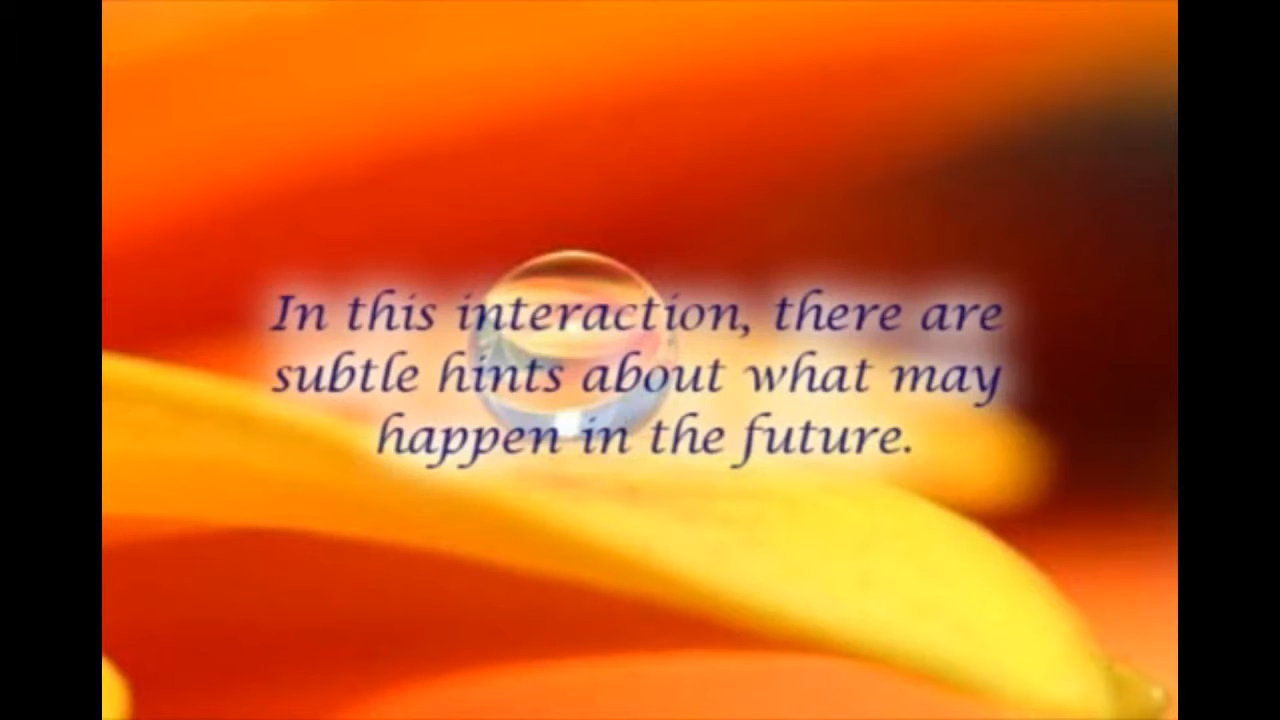 In this interaction, there are
subtle hints about what may
happen in the future.